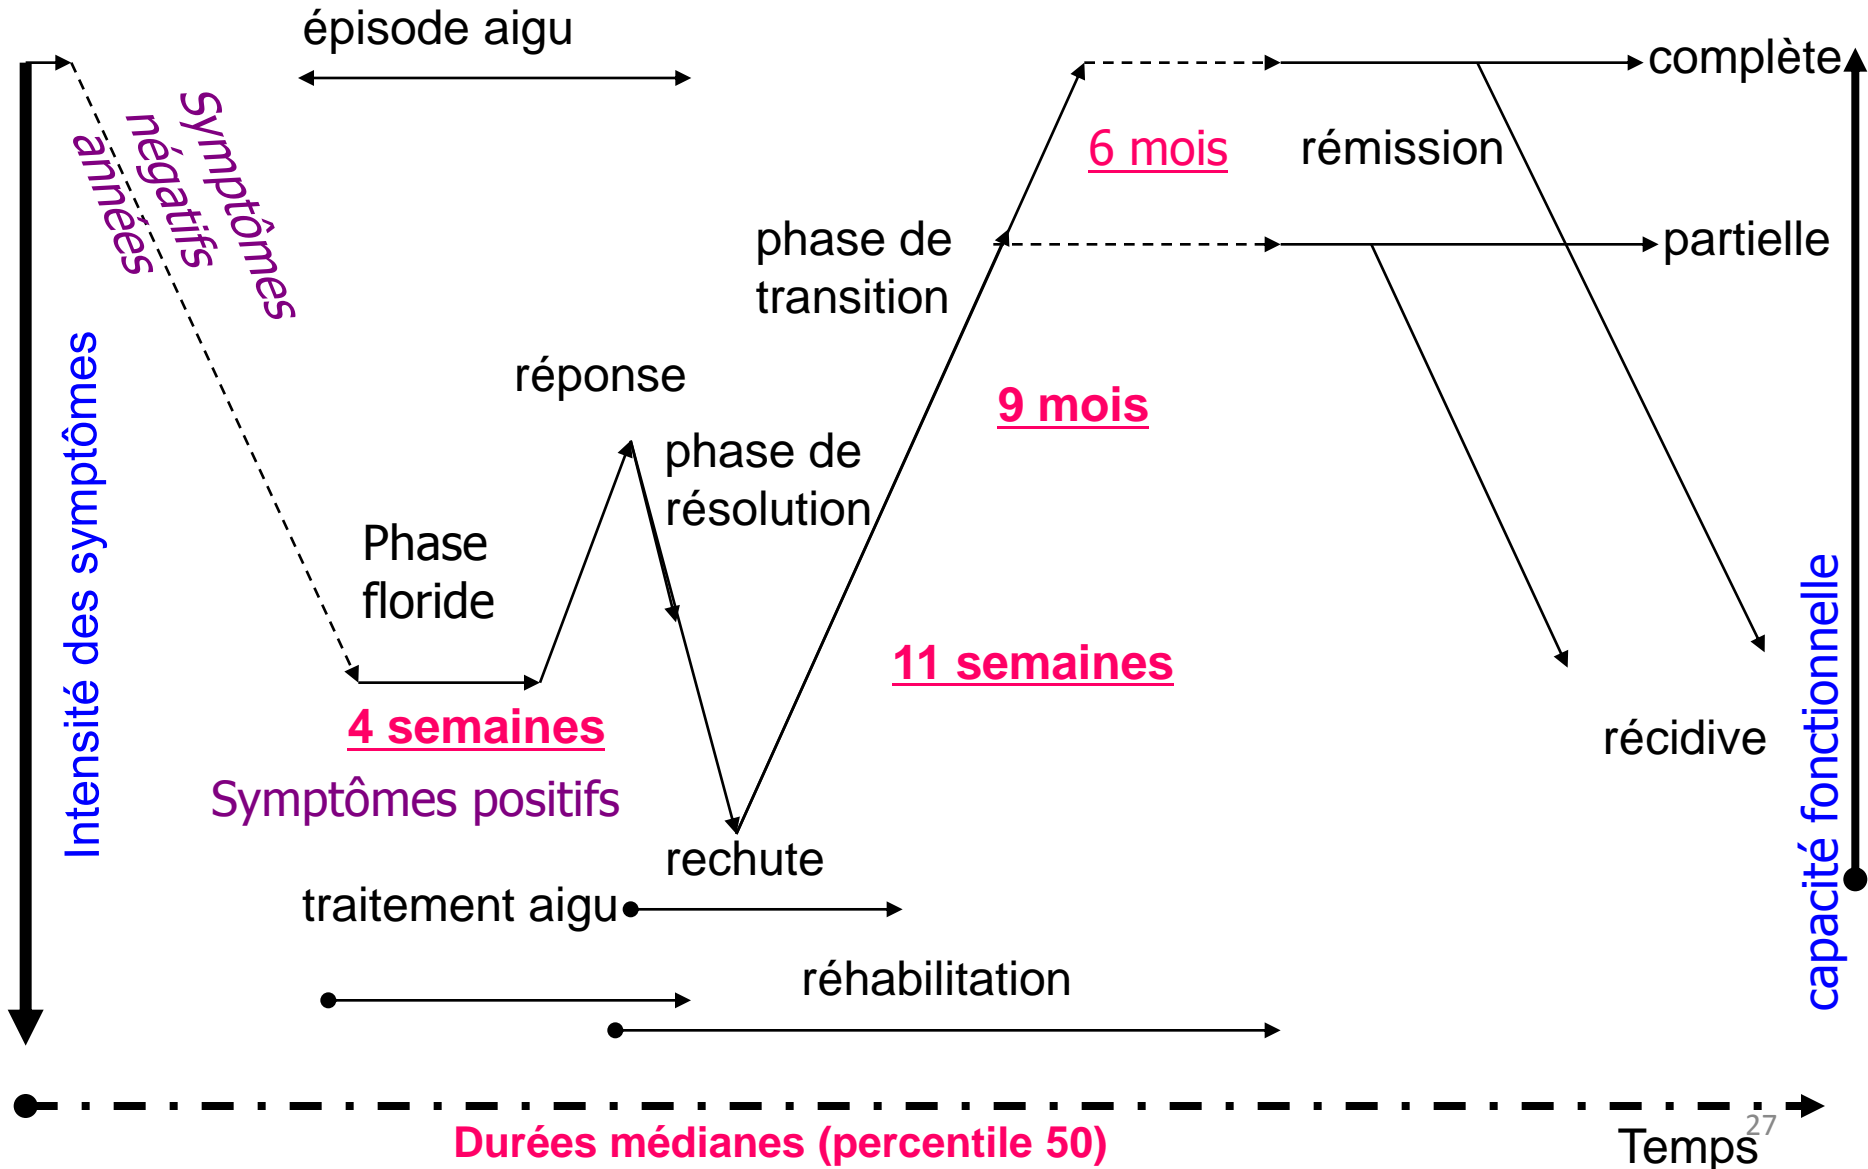 épisode aigu
complète
Symptômes
négatifs
années
6 mois
rémission
phase de
transition
partielle
réponse
9 mois
phase de
résolution
Phase
floride
Intensité des symptômes
11 semaines
4 semaines
récidive
capacité fonctionnelle
Symptômes positifs
rechute
traitement aigu
réhabilitation
Durées médianes (percentile 50)
Temps
27